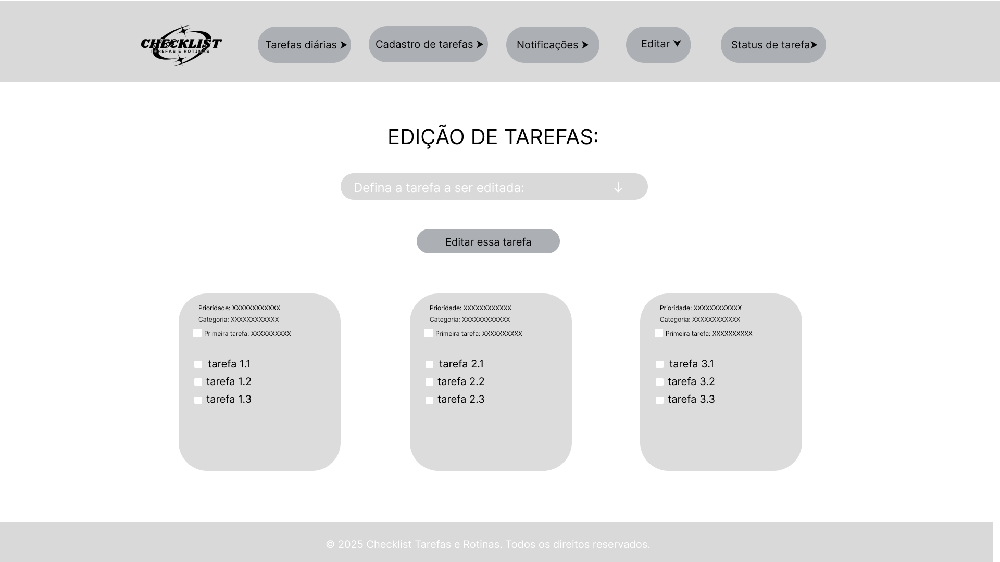 CHECKLIST
TAREFAS E ROTINAS
Tarefas diárias ➤
Cadastro de tarefas ➤
Notificações ➤
Editar ⮟
Status de tarefa➤
EDIÇÃO DE TAREFAS:
Defina a tarefa a ser editada: ↓
Editar essa tarefa
Prioridade: XXXXXXXXXXXX
Categoria: XXXXXXXXXXXX
Primeira tarefa: XXXXXXXXXX
tarefa 1.1
tarefa 1.2
tarefa 1.3
Prioridade: XXXXXXXXXXXX
Categoria: XXXXXXXXXXXX
Primeira tarefa: XXXXXXXXXX
tarefa 2.1
tarefa 2.2
tarefa 2.3
Prioridade: XXXXXXXXXXXX
Categoria: XXXXXXXXXXXX
Primeira tarefa: XXXXXXXXXX
tarefa 3.1
tarefa 3.2
tarefa 3.3
© 2025 Checklist Tarefas e Rotinas. Todos os direitos reservados.